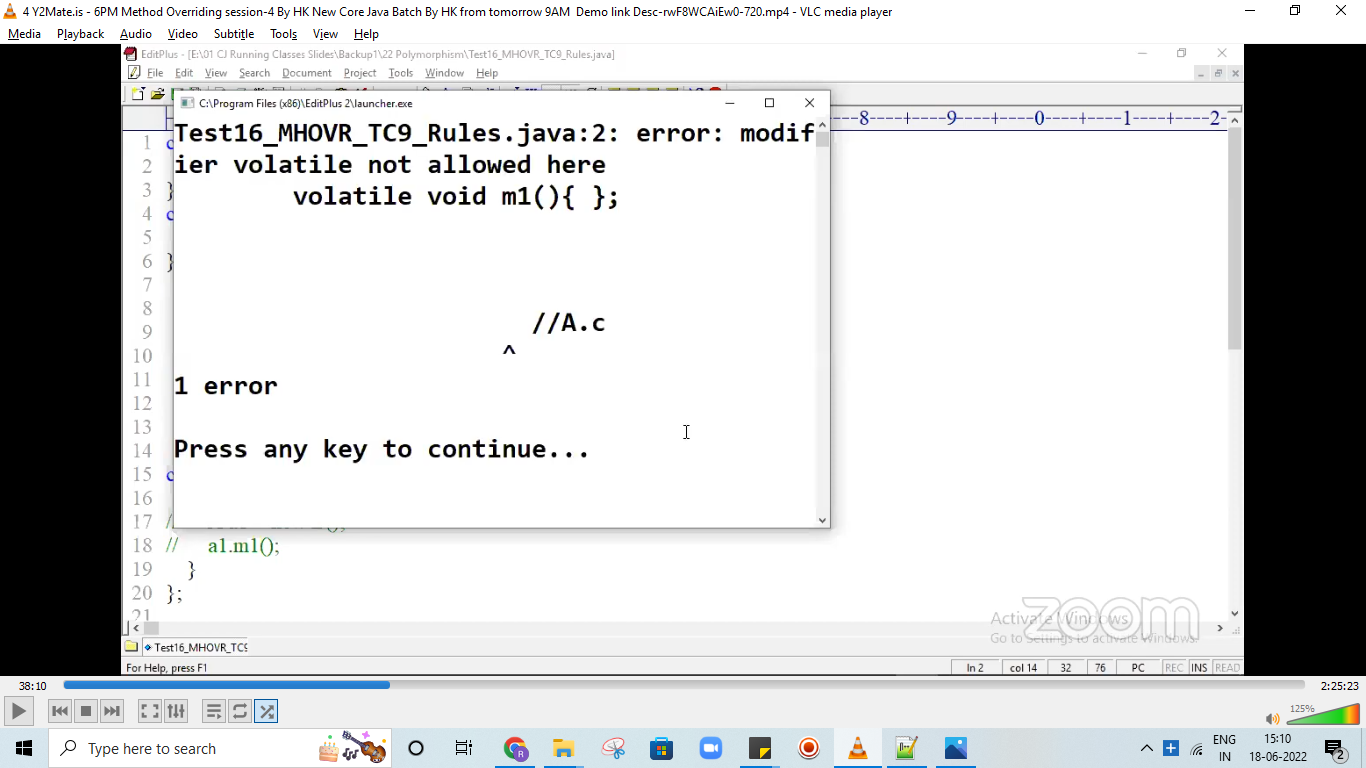 4 Y2Mate.is - 6PM Method Overriding session-4 By HK New Core Java Batch By HK from tomorrow 9AM  Demo link Desc-rwF8WCAiEw0-720.mp4 - VLC media player
Media Playback Audio Video Subtitle Tools View Help
EditPlus - [E:\01 CJ Running Classes Slides\Backup1\22 Polymorphism\Test16_MHOVR_TC9_Rules.java]
File Edit View Search Document Project Tools Window Help
C:\Program Files (x86)\EditPlus 2\launcher.exe
---8----+----9----+----0----+----1----+----2-
Test16_MHOVR_TC9_Rules.java:2: error: modif
ier volatile not allowed here
volatile void m1(){ };
//A.c
^
1 error
Press any key to continue...
1 c
2
3 }
4 c
5
6 }
7
8
9
10
11
12
13
14
15 c
16
17 //
18 // a1.m1();
19 }
20 };
21
zoom
Activate Windows
Go to Settings to activate Windows.
Test16_MHOVR_TC9
For Help, press F1
ln 2 col 14 32 76 PC REC INS READ
38:10 2:25:23
125%
Type here to search
ENG 15:10
IN 18-06-2022
2